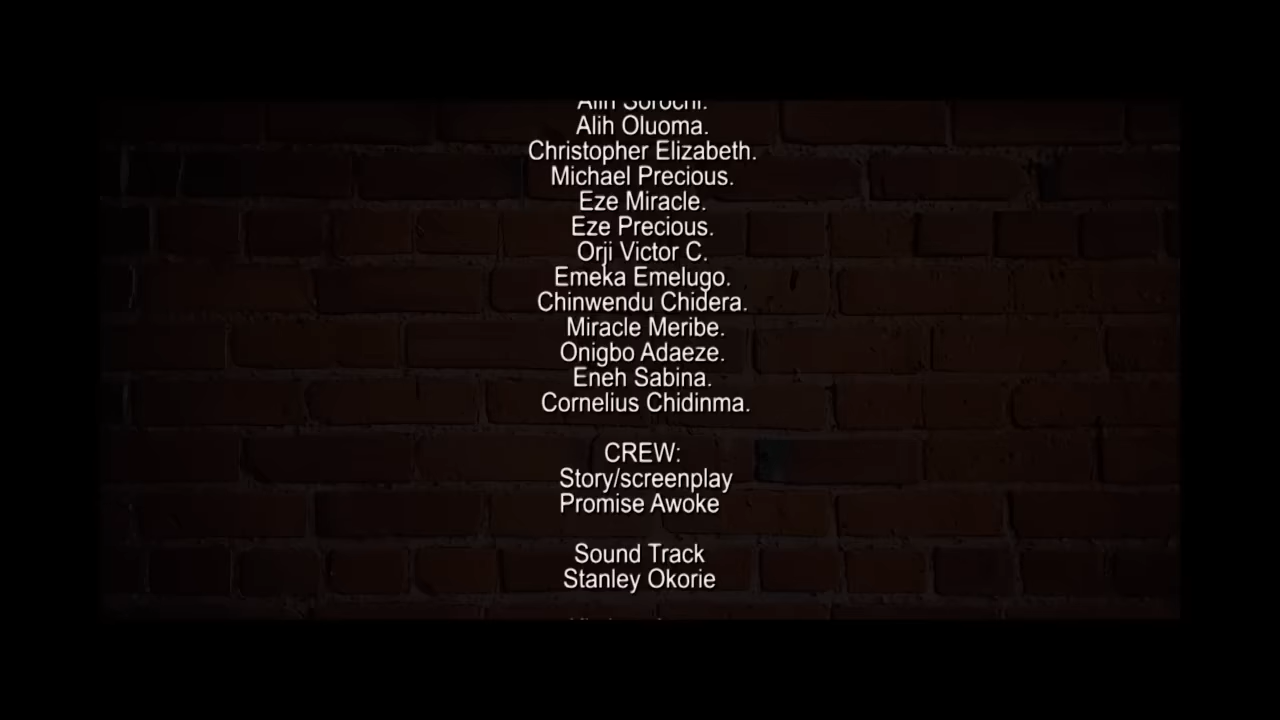 Alih
Alih Oluoma.
Christopher Elizabeth.
Michael Precious.
Eze Miracle.
Eze Precious.
Orji Victor C.
Emeka Emelugo.
Chinwendu Chidera.
Miracle Meribe.
Onigbo Adaeze.
Eneh Sabina.
Cornelius Chidinma.
CREW:
Story/screenplay
Promise Awoke
Sound Track
Stanley Okorie